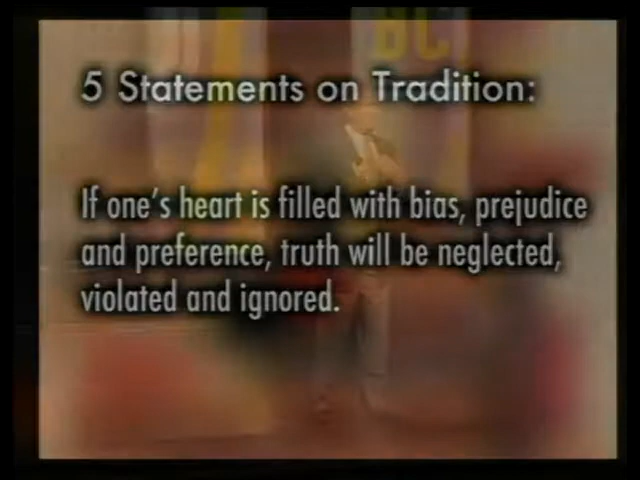 BC
5 Statements on Tradition:
If one's heart is filled with bias, prejudice
and preference, truth will be neglected,
violated and ignored.